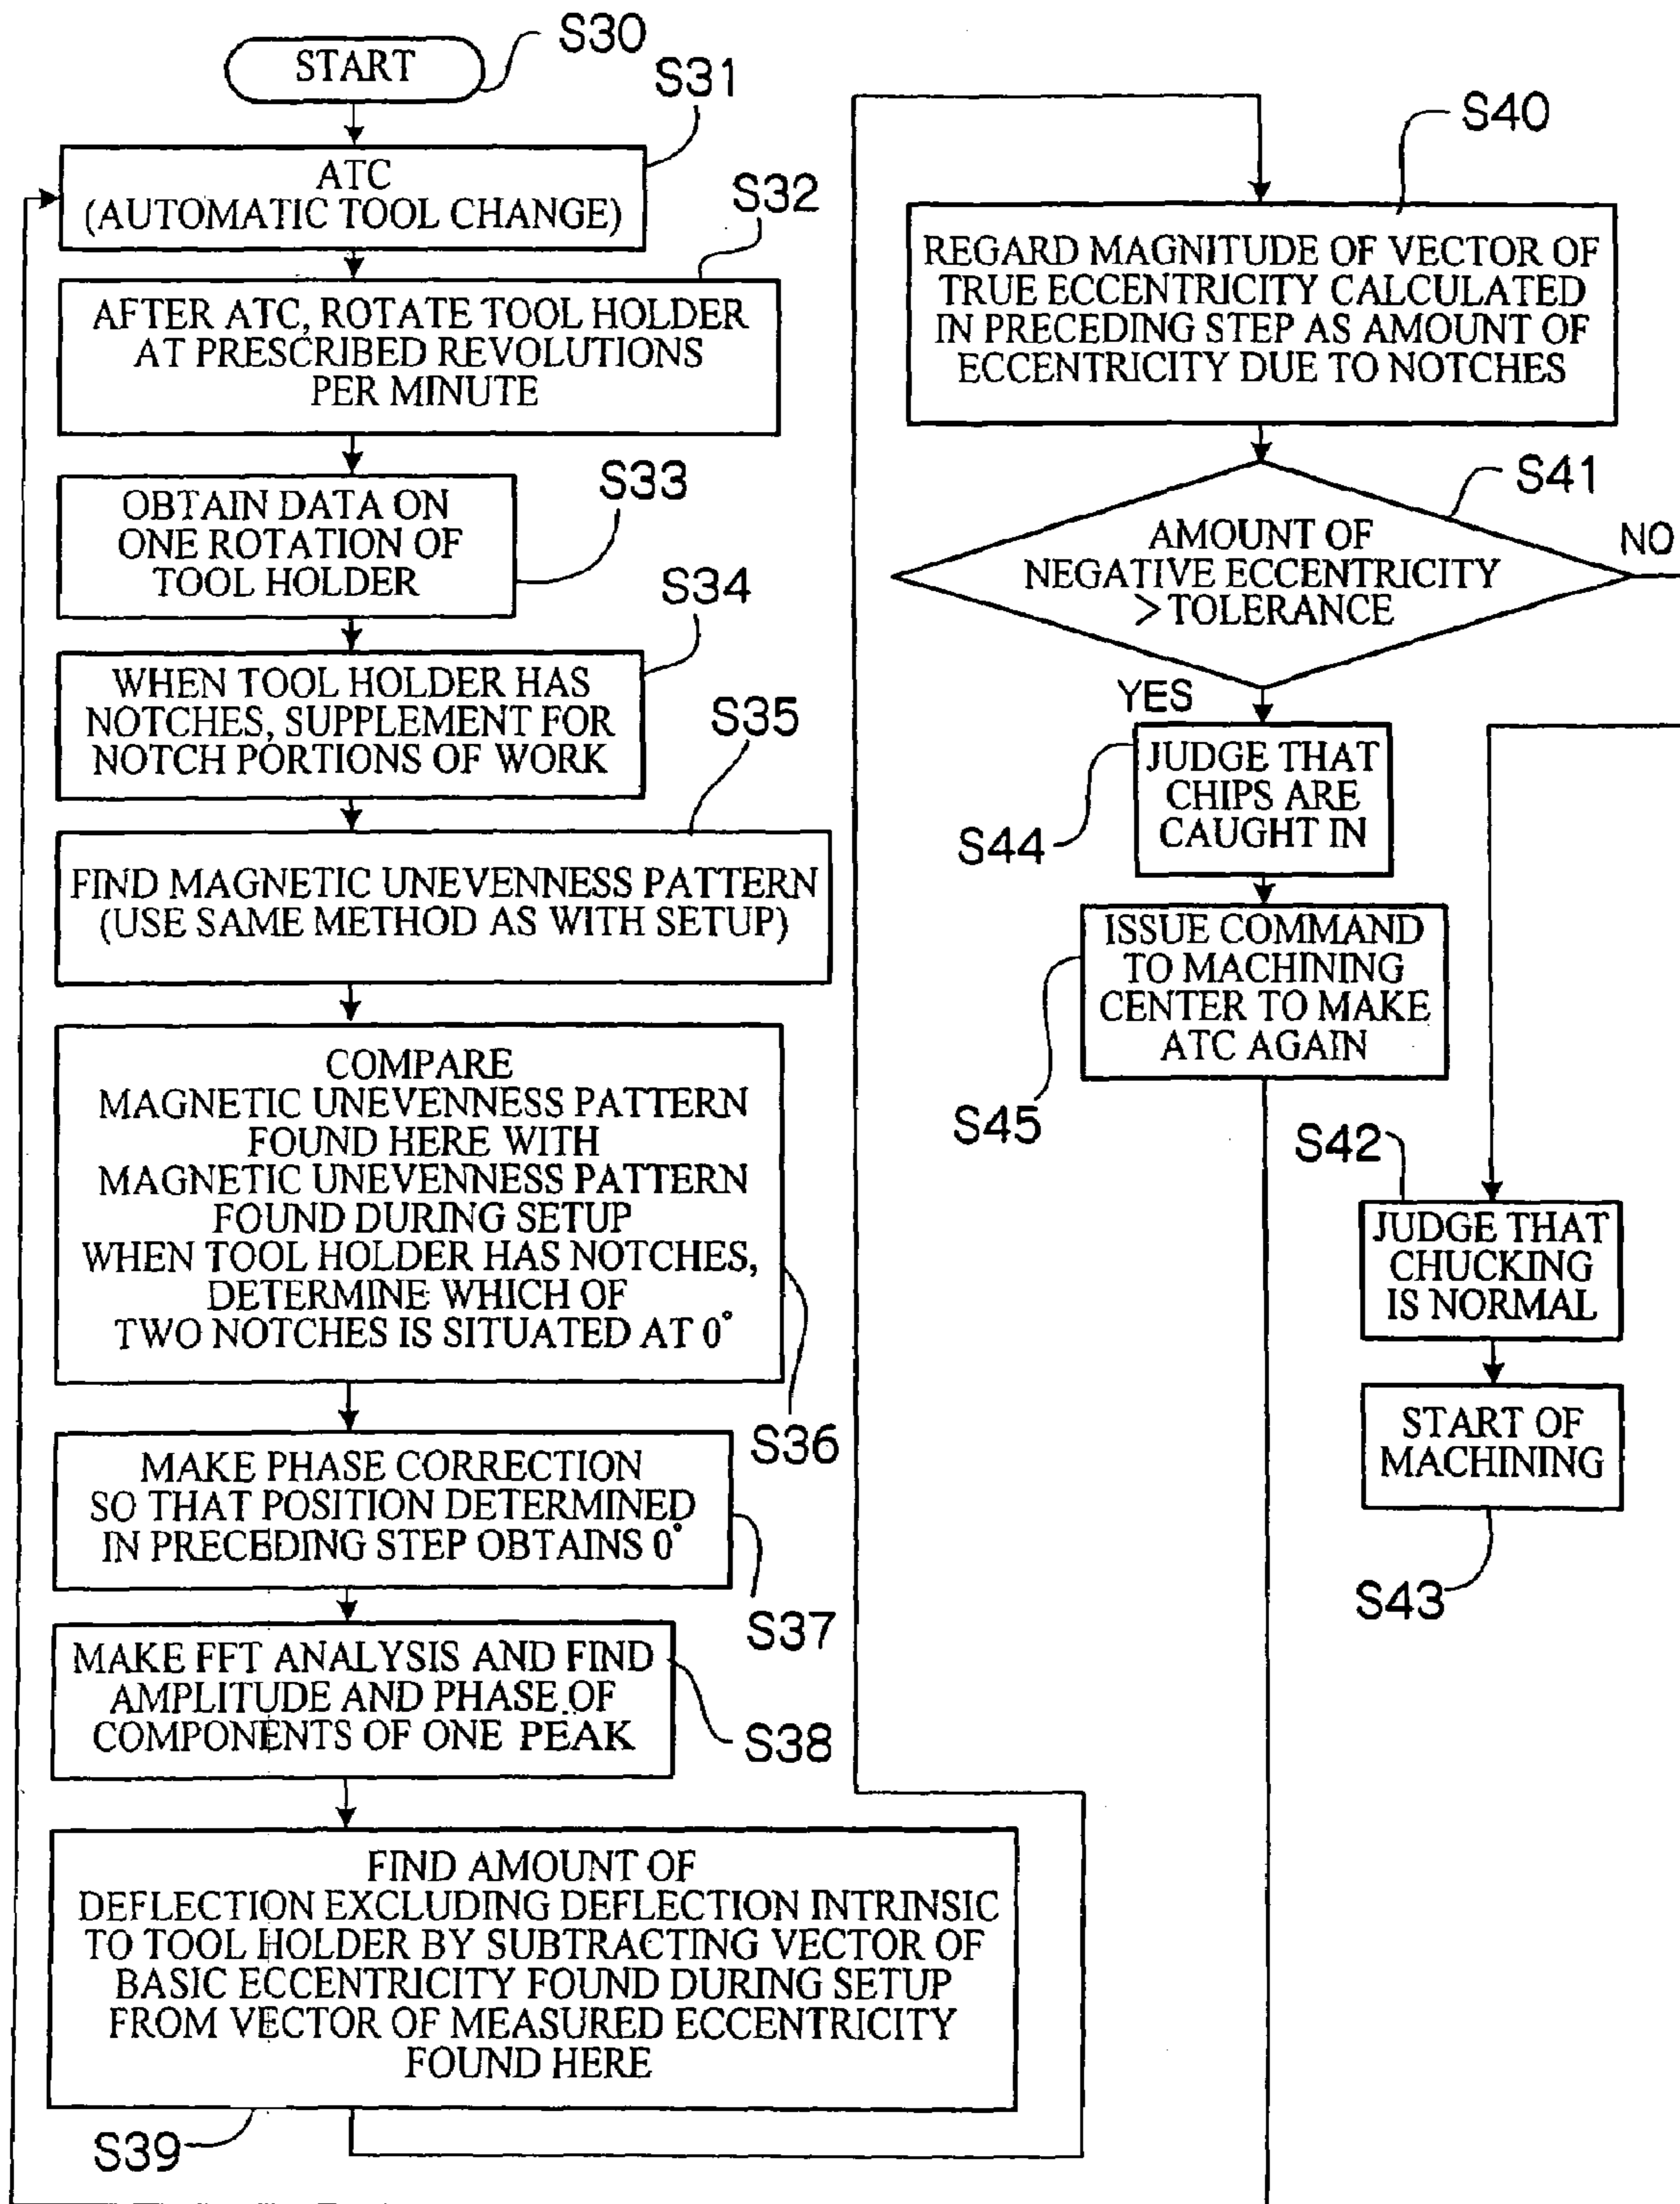 START
S30
S31
ATC
(AUTOMATIC TOOL CHANGE)
S32
AFTER ATC, ROTATE TOOL HOLDER
AT PRESCRIBED REVOLUTIONS
PER MINUTE
S33
OBTAIN DATA ON
ONE ROTATION OF
TOOL HOLDER
S34
WHEN TOOL HOLDER HAS
NOTCHES, SUPPLEMENT FOR
NOTCH PORTIONS OF WORK
S35
FIND MAGNETIC UNEVENNESS PATTERN
(USE SAME METHOD AS WITH SETUP)
COMPARE
MAGNETIC UNEVENNESS PATTERN
FOUND HERE WITH
MAGNETIC UNEVENNESS PATTERN
FOUND DURING SETUP
WHEN TOOL HOLDER HAS NOTCHES,
DETERMINE WHICH OF
TWO NOTCHES IS SITUATED AT 0°
S36
MAKE PHASE CORRECTION
SO THAT POSITION DETERMINED
IN PRECEDING STEP OBTAINS 0°
S37
MAKE FFT ANALYSIS AND FIND
AMPLITUDE AND PHASE OF
COMPONENTS OF ONE PEAK
S38
FIND AMOUNT OF
DEFLECTION EXCLUDING DEFLECTION INTRINSIC
TO TOOL HOLDER BY SUBTRACTING VECTOR OF
BASIC ECCENTRICITY FOUND DURING SETUP
FROM VECTOR OF MEASURED ECCENTRICITY
FOUND HERE
S39
S40
REGARD MAGNITUDE OF VECTOR OF
TRUE ECCENTRICITY CALCULATED
IN PRECEDING STEP AS AMOUNT OF
ECCENTRICITY DUE TO NOTCHES
S41
AMOUNT OF
NEGATIVE ECCENTRICITY
>TOLERANCE
NO
YES
JUDGE THAT
CHIPS ARE
CAUGHT IN
S44
ISSUE COMMAND
TO MACHINING
CENTER TO MAKE
ATC AGAIN
S45
S42
JUDGE THAT
CHUCKING
IS NORMAL
START OF
MACHINING
S43